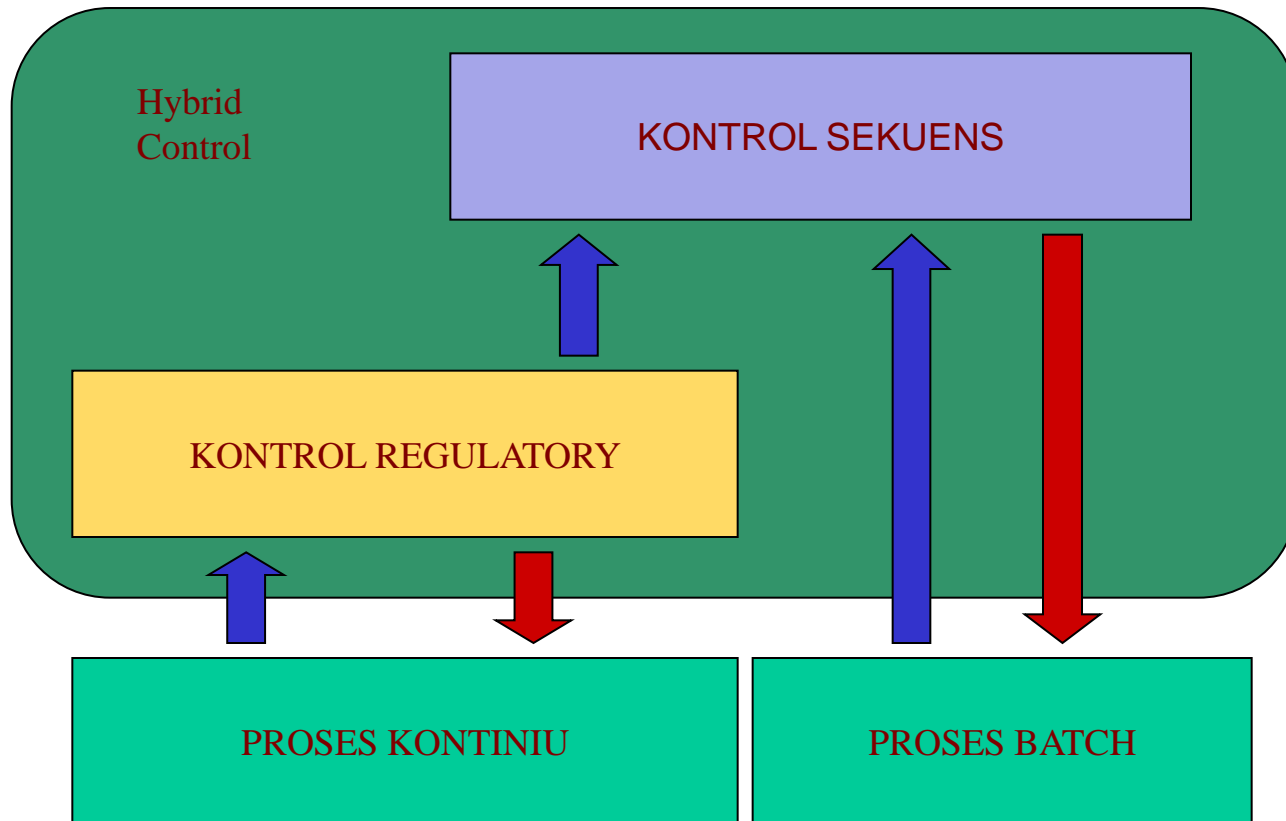 Hybrid
Control
KONTROL SEKUENS
KONTROL REGULATORY
PROSES KONTINIU
PROSES BATCH